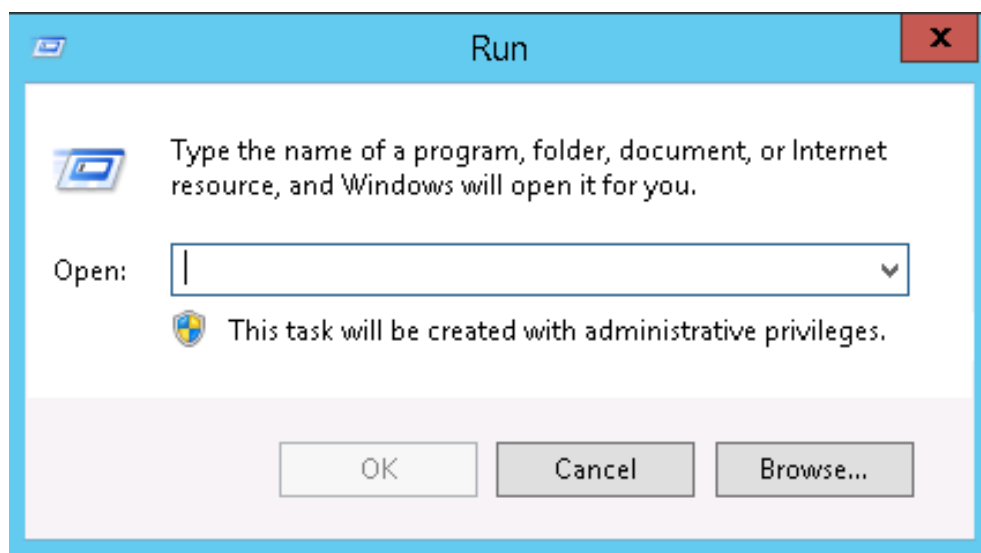 Run
x
Type the name of a program, folder, document, or Internet
resource, and Windows will open it for you.
Open:
This task will be created with administrative privileges.
OK Cancel Browse...